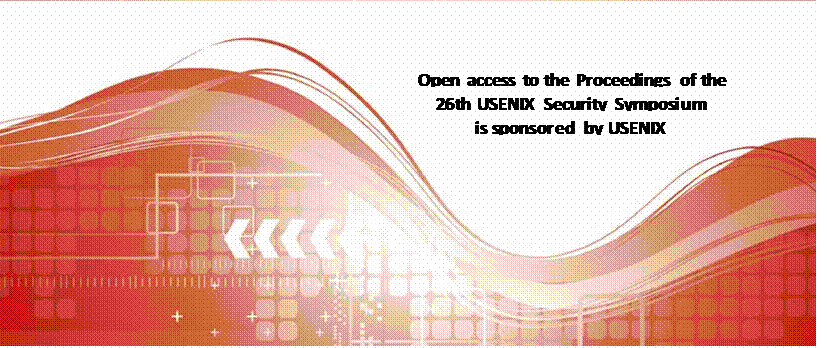 Open access to the Proceedings of the
26th USENIX Security Symposium
is sponsored by USENIX